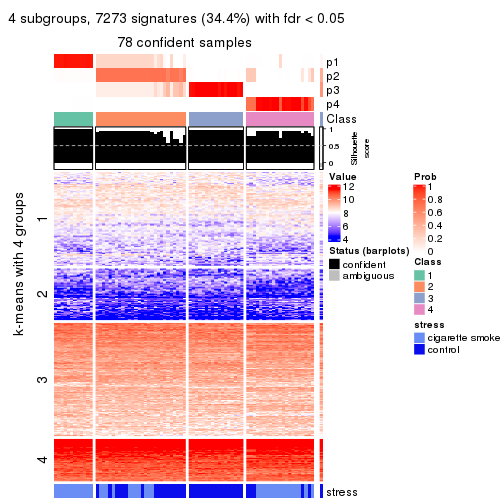 4 subgroups, 7273 signatures (34.4%) with fdr < 0.05
78 confident samples
p1
p2
p3
p4
Class
1
0.5
0
Silhouette
score
k-means with 4 groups
1
2
3
4
stress
Value
12
10
8
6
4
Status (barplots)
confident
ambiguous
Prob
1
0.8
0.6
0.4
0.2
0
Class
1
2
3
4
stress
cigarette smoke
control